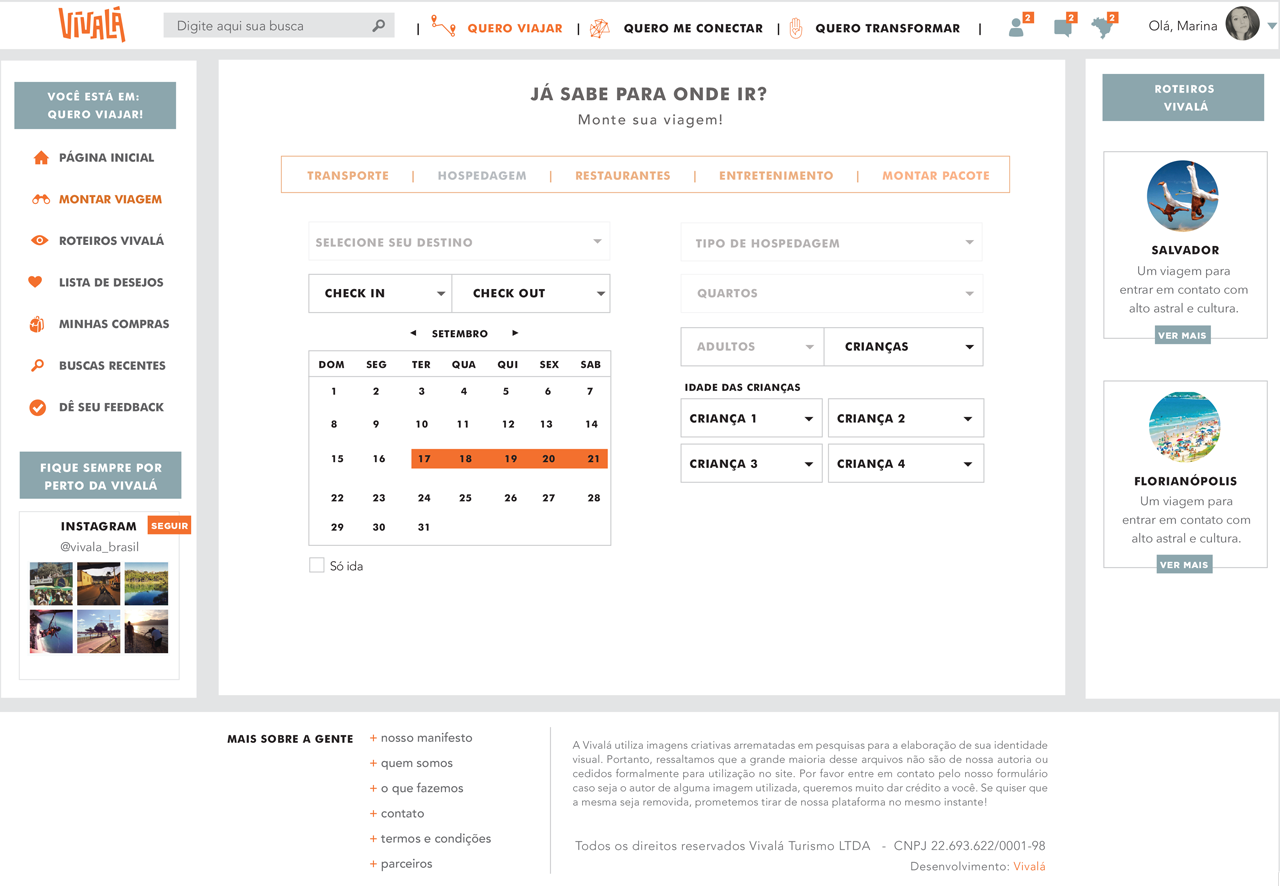 VIVALÁ
Digite aqui sua busca
| QUERO VIAJAR | QUERO ME CONECTAR | QUERO TRANSFORMAR |
2 2 2
Olá, Marina
VOCÊ ESTÁ EM:
QUERO VIAJAR!
PÁGINA INICIAL
MONTAR VIAGEM
ROTEIROS VIVALÁ
LISTA DE DESEJOS
MINHAS COMPRAS
BUSCAS RECENTES
DÊ SEU FEEDBACK
FIQUE SEMPRE POR
PERTO DA VIVALÁ
INSTAGRAM SEGUIR
@vivala_brasil
JÁ SABE PARA ONDE IR?
Monte sua viagem!
TRANSPORTE | HOSPEDAGEM | RESTAURANTES | ENTRETENIMENTO | MONTAR PACOTE
SELECIONE SEU DESTINO
CHECK IN CHECK OUT
SETEMBRO
DOM SEG TER QUA QUI SEX SAB
1 2 3 4 5 6 7
8 9 10 11 12 13 14
15 16 17 18 19 20 21
22 23 24 25 26 27 28
29 30 31
Só ida
TIPO DE HOSPEDAGEM
QUARTOS
ADULTOS CRIANÇAS
IDADE DAS CRIANÇAS
CRIANÇA 1 CRIANÇA 2
CRIANÇA 3 CRIANÇA 4
ROTEIROS
VIVALÁ
SALVADOR
Um viagem para
entrar em contato com
alto astral e cultura.
VER MAIS
FLORIANÓPOLIS
Um viagem para
entrar em contato com
alto astral e cultura.
VER MAIS
MAIS SOBRE A GENTE
+ nosso manifesto
+ quem somos
+ o que fazemos
+ contato
+ termos e condições
+ parceiros
A Vivalá utiliza imagens criativas arrematadas em pesquisas para a elaboração de sua identidade
visual. Portanto, ressaltamos que a grande maioria desse arquivos não são de nossa autoria ou
cedidos formalmente para utilização no site. Por favor entre em contato pelo nosso formulário
caso seja o autor de alguma imagem utilizada, queremos muito dar crédito a você. Se quiser que
a mesma seja removida, prometemos tirar de nossa plataforma no mesmo instante!
Todos os direitos reservados Vivalá Turismo LTDA - CNPJ 22.693.622/0001-98
Desenvolvimento: Vivalá